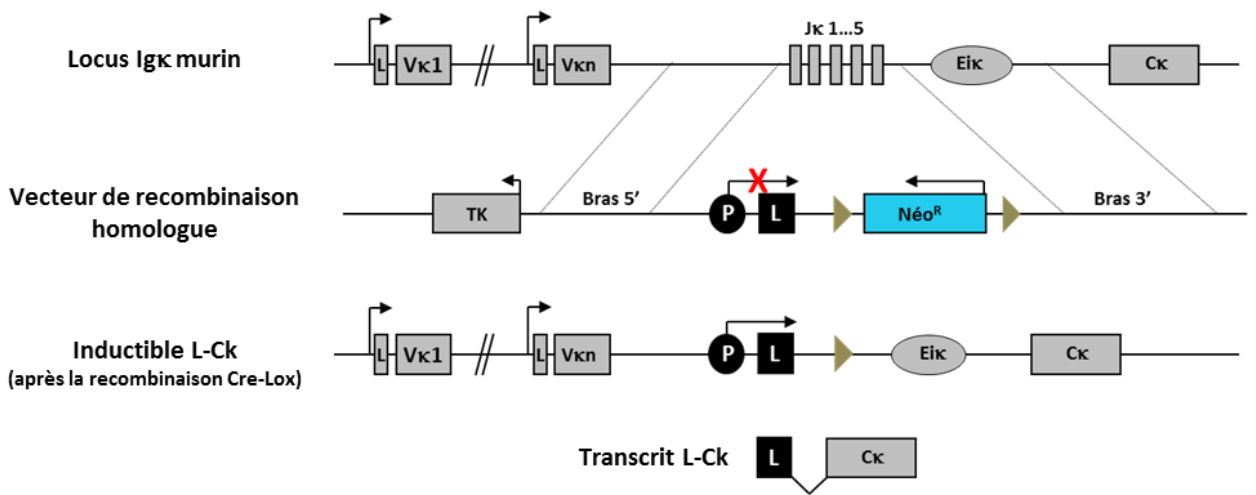 Jκ 1...5
Locus Igκ murin
L Vκ1 L Vκn Eiκ Cκ
Vecteur de recombinaison
homologue
X
TK Bras 5' P L Néoᴿ Bras 3'
Inductible L-Ck
(après la recombinaison Cre-Lox)
L Vκ1 L Vκn P L Eiκ Cκ
Transcrit L-Ck L Cκ